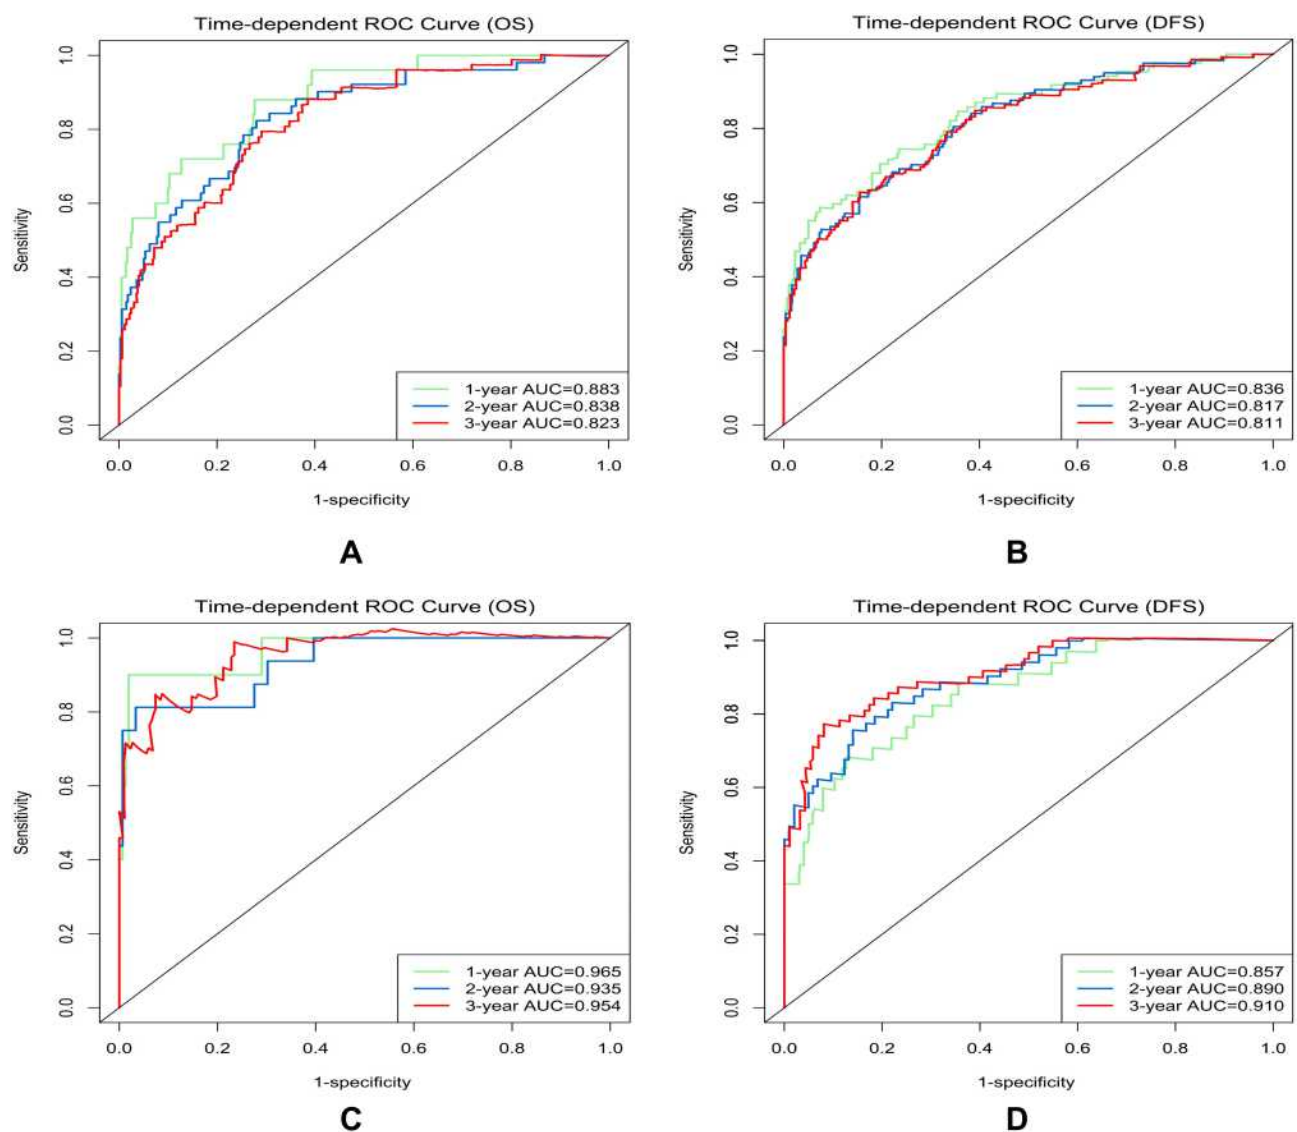 Time-dependent ROC Curve (OS)
Sensitivity
0.0 0.2 0.4 0.6 0.8 1.0
1-year AUC=0.883
2-year AUC=0.838
3-year AUC=0.823
0.0 0.2 0.4 0.6 0.8 1.0
1-specificity
A
Time-dependent ROC Curve (DFS)
Sensitivity
0.0 0.2 0.4 0.6 0.8 1.0
1-year AUC=0.836
2-year AUC=0.817
3-year AUC=0.811
0.0 0.2 0.4 0.6 0.8 1.0
1-specificity
B
Time-dependent ROC Curve (OS)
Sensitivity
0.0 0.2 0.4 0.6 0.8 1.0
1-year AUC=0.965
2-year AUC=0.935
3-year AUC=0.954
0.0 0.2 0.4 0.6 0.8 1.0
1-specificity
C
Time-dependent ROC Curve (DFS)
Sensitivity
0.0 0.2 0.4 0.6 0.8 1.0
1-year AUC=0.857
2-year AUC=0.890
3-year AUC=0.910
0.0 0.2 0.4 0.6 0.8 1.0
1-specificity
D